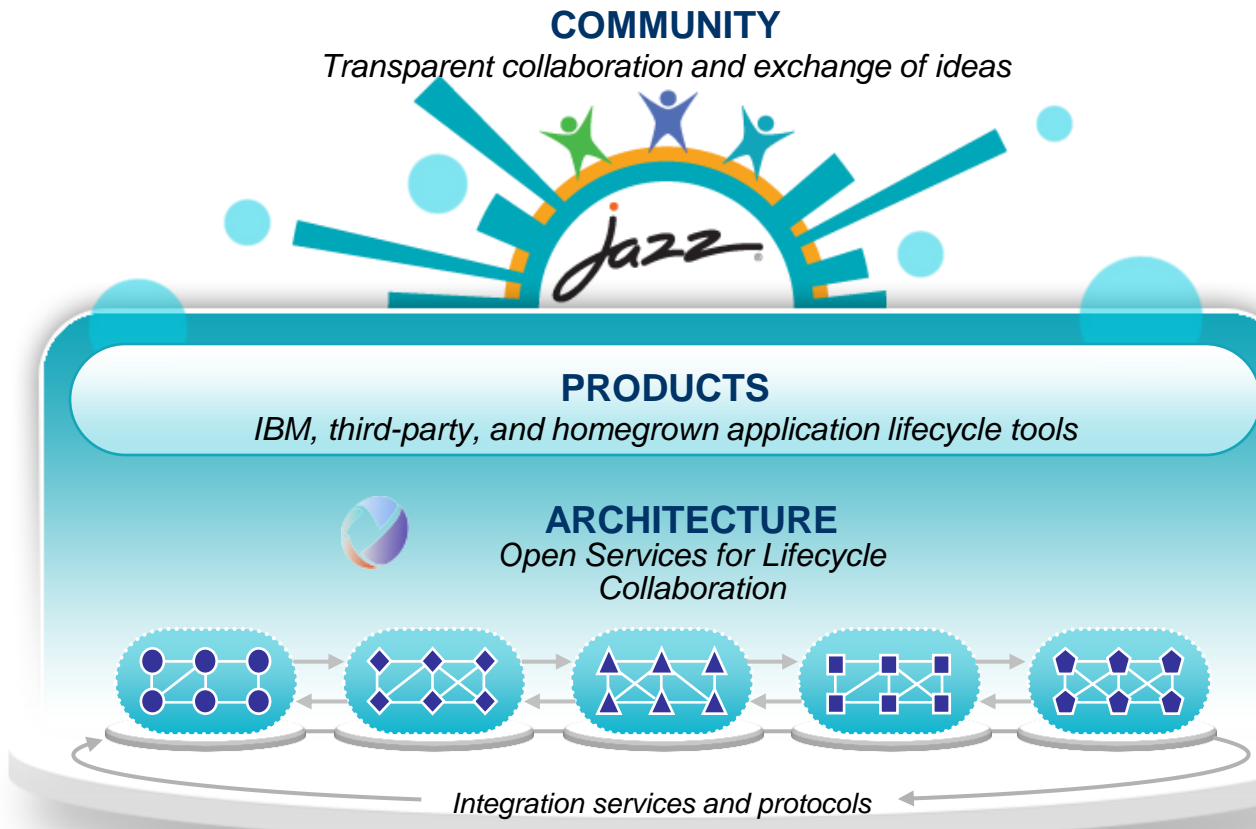 COMMUNITY
Transparent collaboration and exchange of ideas
jazz®
PRODUCTS
IBM, third-party, and homegrown application lifecycle tools
ARCHITECTURE
Open Services for Lifecycle
Collaboration
Integration services and protocols